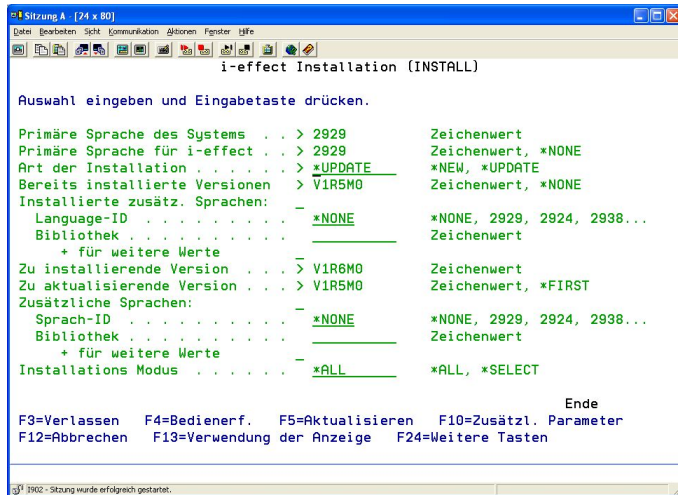 Sitzung A - [24 x 80]
Datei Bearbeiten Sicht Kommunikation Aktionen Fenster Hilfe
i-effect Installation (INSTALL)
Auswahl eingeben und Eingabetaste drücken.
Primäre Sprache des Systems . . > 2929 Zeichenwert
Primäre Sprache für i-effect . . > 2929 Zeichenwert, *NONE
Art der Installation . . . . . . > *UPDATE *NEW, *UPDATE
Bereits installierte Versionen > V1R5M0 Zeichenwert, *NONE
Installierte zusätz. Sprachen: _
Language-ID . . . . . . . . . *NONE *NONE, 2929, 2924, 2938...
Bibliothek . . . . . . . . . . __________ Zeichenwert
+ für weitere Werte _
Zu installierende Version . . . > V1R6M0 Zeichenwert
Zu aktualisierende Version . . . > V1R5M0 Zeichenwert, *FIRST
Zusätzliche Sprachen: _
Sprach-ID . . . . . . . . . . *NONE *NONE, 2929, 2924, 2938...
Bibliothek . . . . . . . . . . __________ Zeichenwert
+ für weitere Werte _
Installations Modus . . . . . . *ALL *ALL, *SELECT
Ende
F3=Verlassen F4=Bedienerf. F5=Aktualisieren F10=Zusätzl. Parameter
F12=Abbrechen F13=Verwendung der Anzeige F24=Weitere Tasten
I902 - Sitzung wurde erfolgreich gestartet.